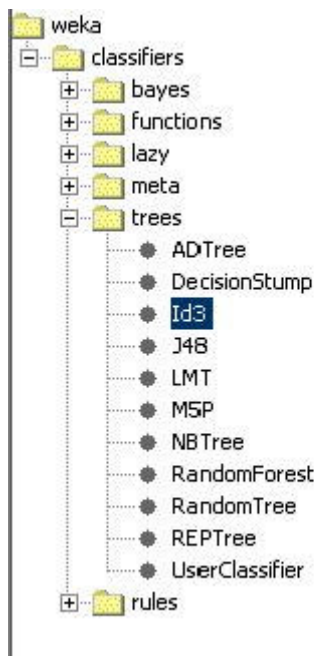 weka
classifiers
bayes
functions
lazy
meta
trees
ADTree
DecisionStump
Id3
J48
LMT
M5P
NBTree
RandomForest
RandomTree
REPTree
UserClassifier
rules